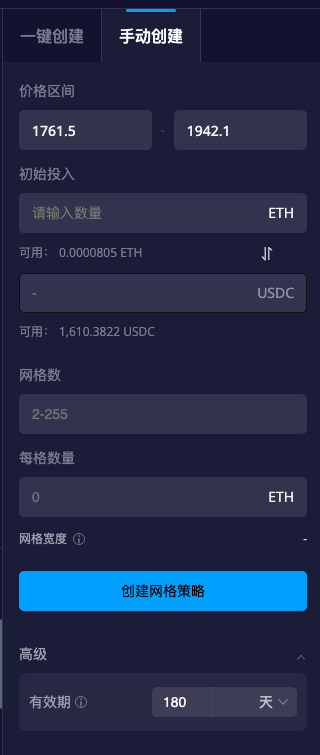 一键创建 手动创建
价格区间
1761.5 - 1942.1
初始投入
请输入数量 ETH
可用： 0.0000805 ETH
- USDC
可用： 1,610.3822 USDC
网格数
2-255
每格数量
0 ETH
网格宽度 -
创建网格策略
高级
有效期 180 天